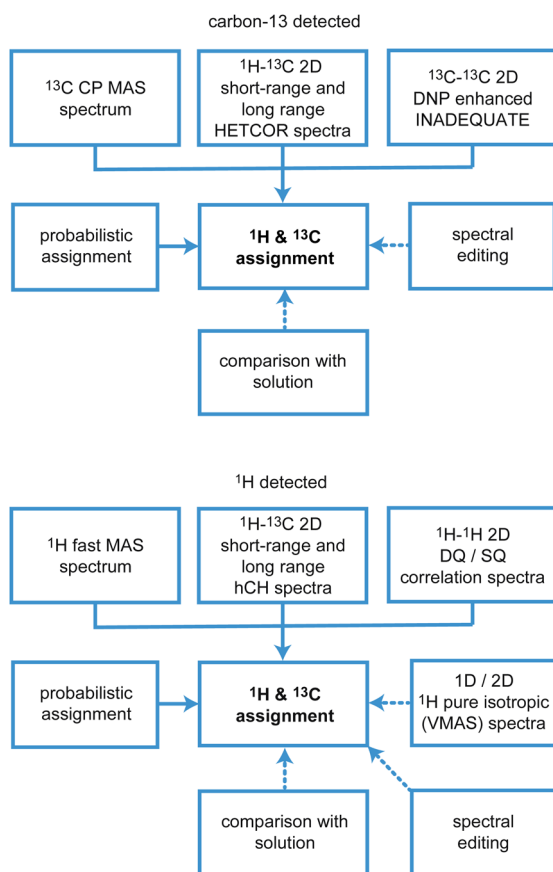 carbon-13 detected
¹³C CP MAS
spectrum
¹H-¹³C 2D
short-range and
long range
HETCOR spectra
¹³C-¹³C 2D
DNP enhanced
INADEQUATE
probabilistic
assignment
¹H & ¹³C
assignment
spectral
editing
comparison with
solution
¹H detected
¹H fast MAS
spectrum
¹H-¹³C 2D
short-range and
long range
hCH spectra
¹H-¹H 2D
DQ / SQ
correlation spectra
probabilistic
assignment
¹H & ¹³C
assignment
1D / 2D
¹H pure isotropic
(VMAS) spectra
comparison with
solution
spectral
editing